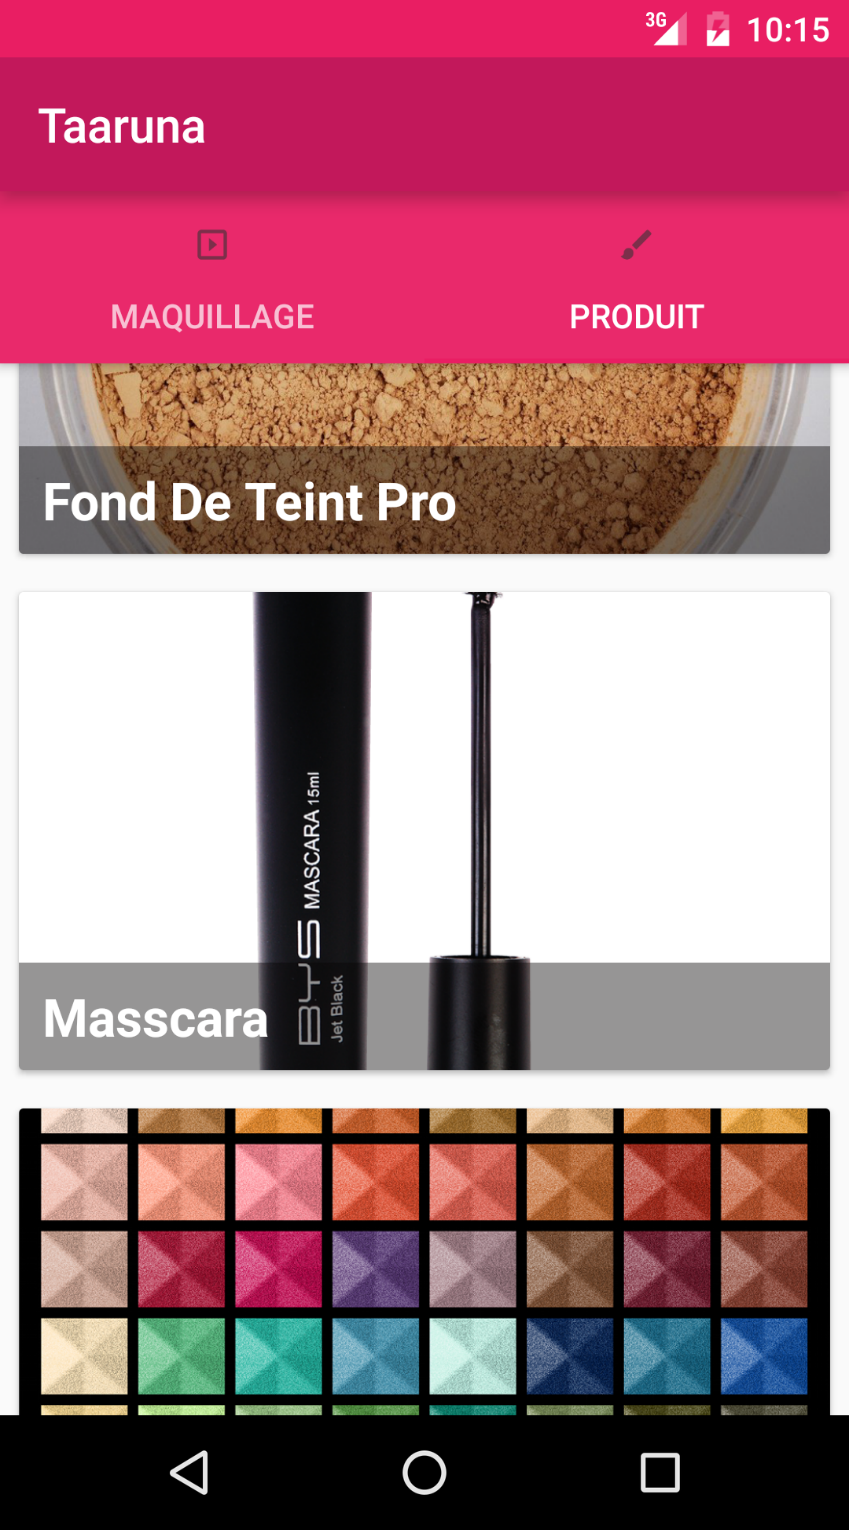 3G 10:15
Taaruna
MAQUILLAGE
PRODUIT
Fond De Teint Pro
BYS MASCARA 15ml
Jet Black
Masscara